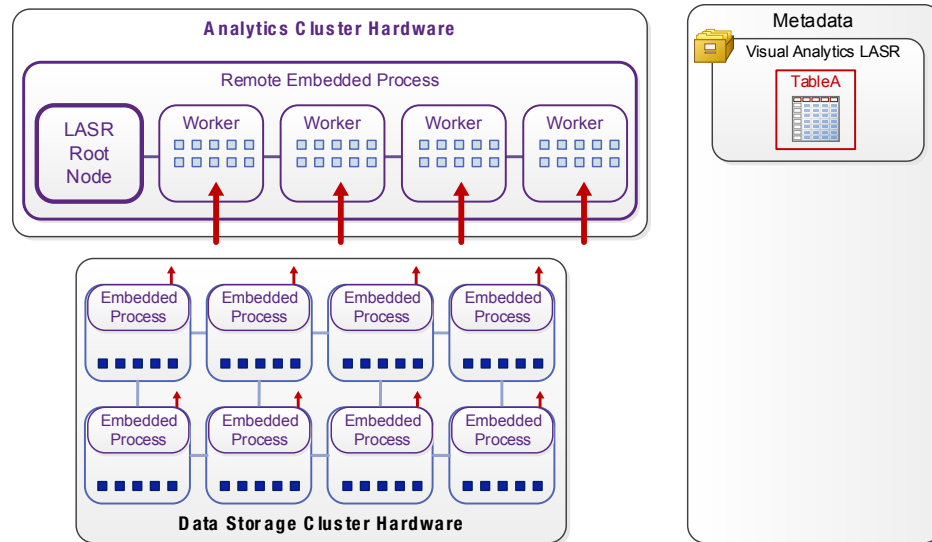 Analytics Cluster Hardware
Remote Embedded Process
LASR
Root
Node
Worker
Worker
Worker
Worker
Embedded
Process
Embedded
Process
Embedded
Process
Embedded
Process
Embedded
Process
Embedded
Process
Embedded
Process
Embedded
Process
Data Storage Cluster Hardware
Metadata
Visual Analytics LASR
TableA